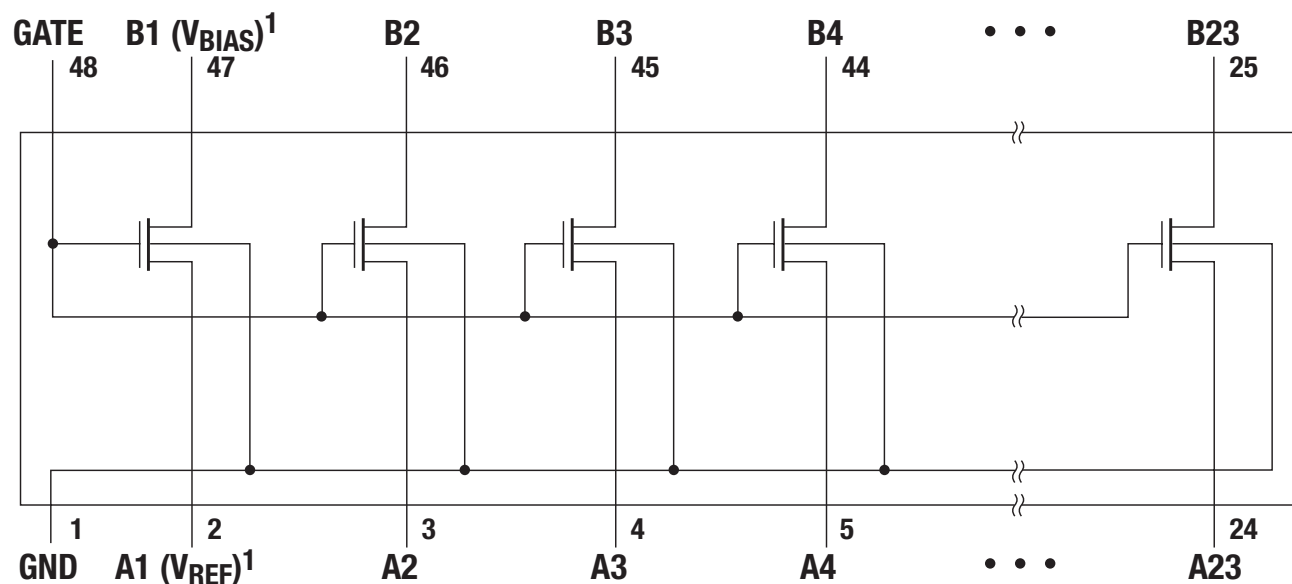 GATE B1 (VBIAS)1 B2 B3 B4 • • • B23
48 47 46 45 44 25
1 2 3 4 5 24
GND A1 (VREF)1 A2 A3 A4 • • • A23